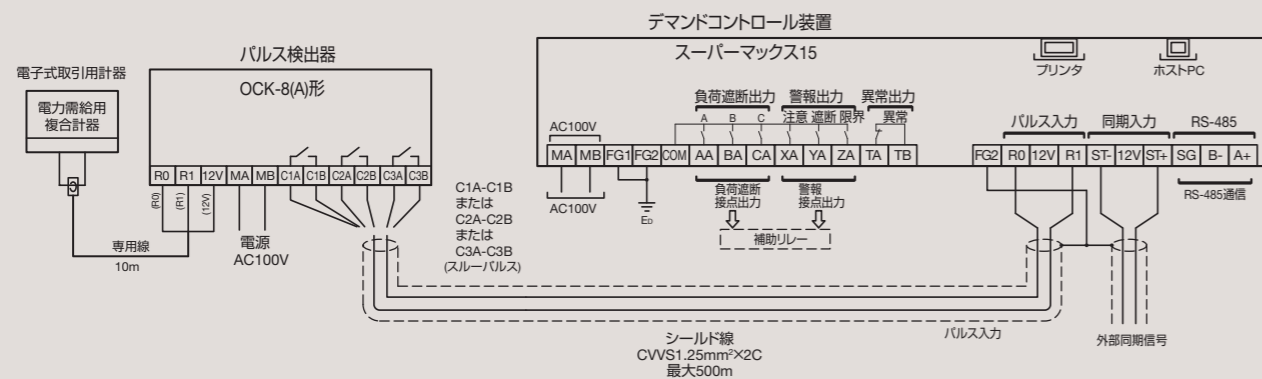 デマンドコントロール装置
スーパーマックス15
プリンタ
ホストPC
パルス検出器
OCK-8(A)形
電子式取引用計器
電力需給用
複合計器
R0 R1 12V MA MB C1A C1B C2A C2B C3A C3B
(R0) (R1) (12V)
専用線
10m
電源
AC100V
C1A-C1B
または
C2A-C2B
または
C3A-C3B
(スルーパルス)
負荷遮断出力 警報出力 異常出力
A B C 注意 遮断 限界 異常
AC100V
MA MB FG1 FG2 COM AA BA CA XA YA ZA TA TB
AC100V
ED
負荷遮断
接点出力
警報
接点出力
補助リレー
パルス入力 同期入力 RS-485
FG2 R0 12V R1 ST- 12V ST+ SG B- A+
RS-485通信
パルス入力
外部同期信号
シールド線
CVVS1.25mm²×2C
最大500m